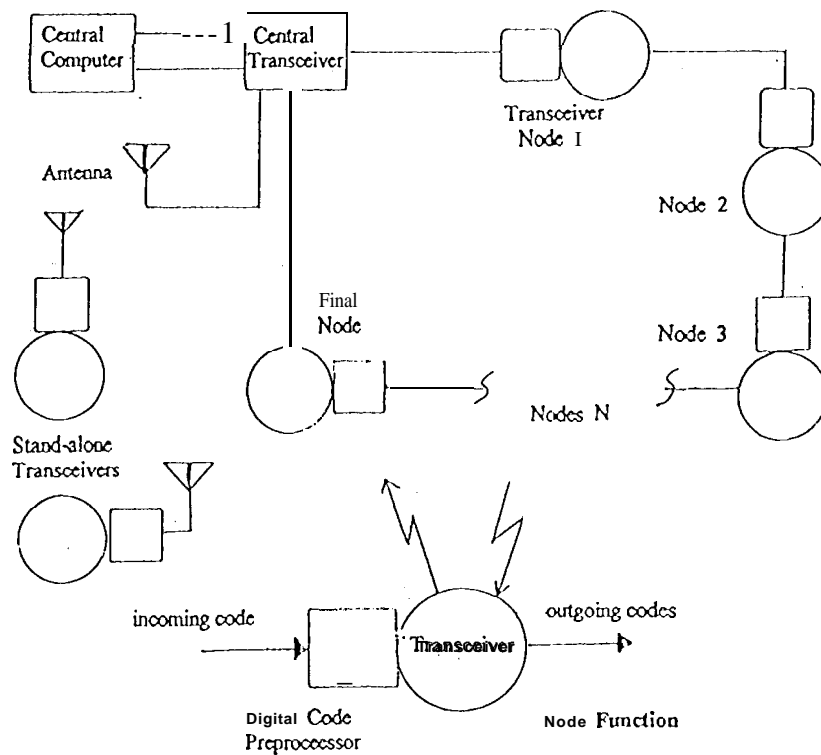 Central
Computer
1
Central
Transceiver
Transceiver
Node 1
Antenna
Node 2
Final
Node
Node 3
Nodes N
Stand-alone
Transceivers
incoming code
Transceiver
outgoing codes
Digital Code
Preprocecssor
Node Function